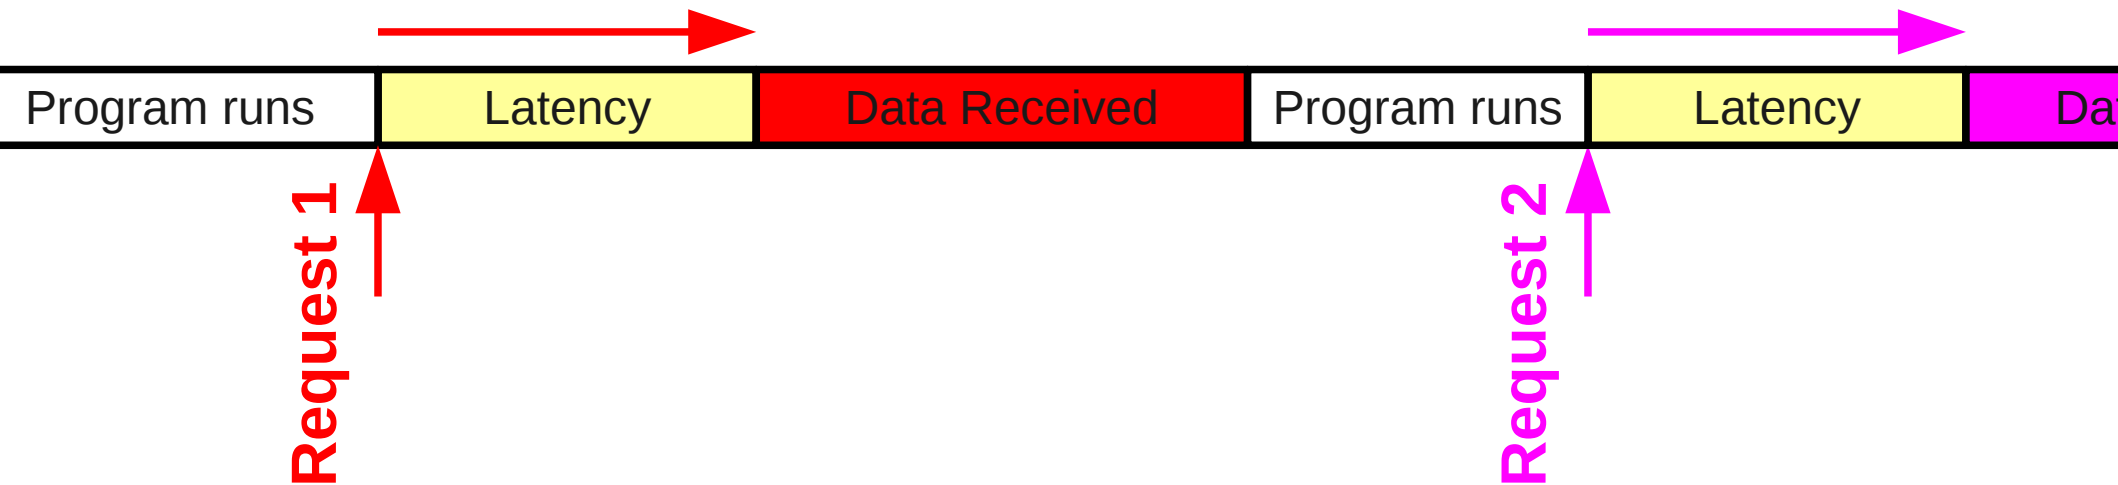 Program runs
Latency
Data Received
Program runs
Latency
Request 1
Request 2